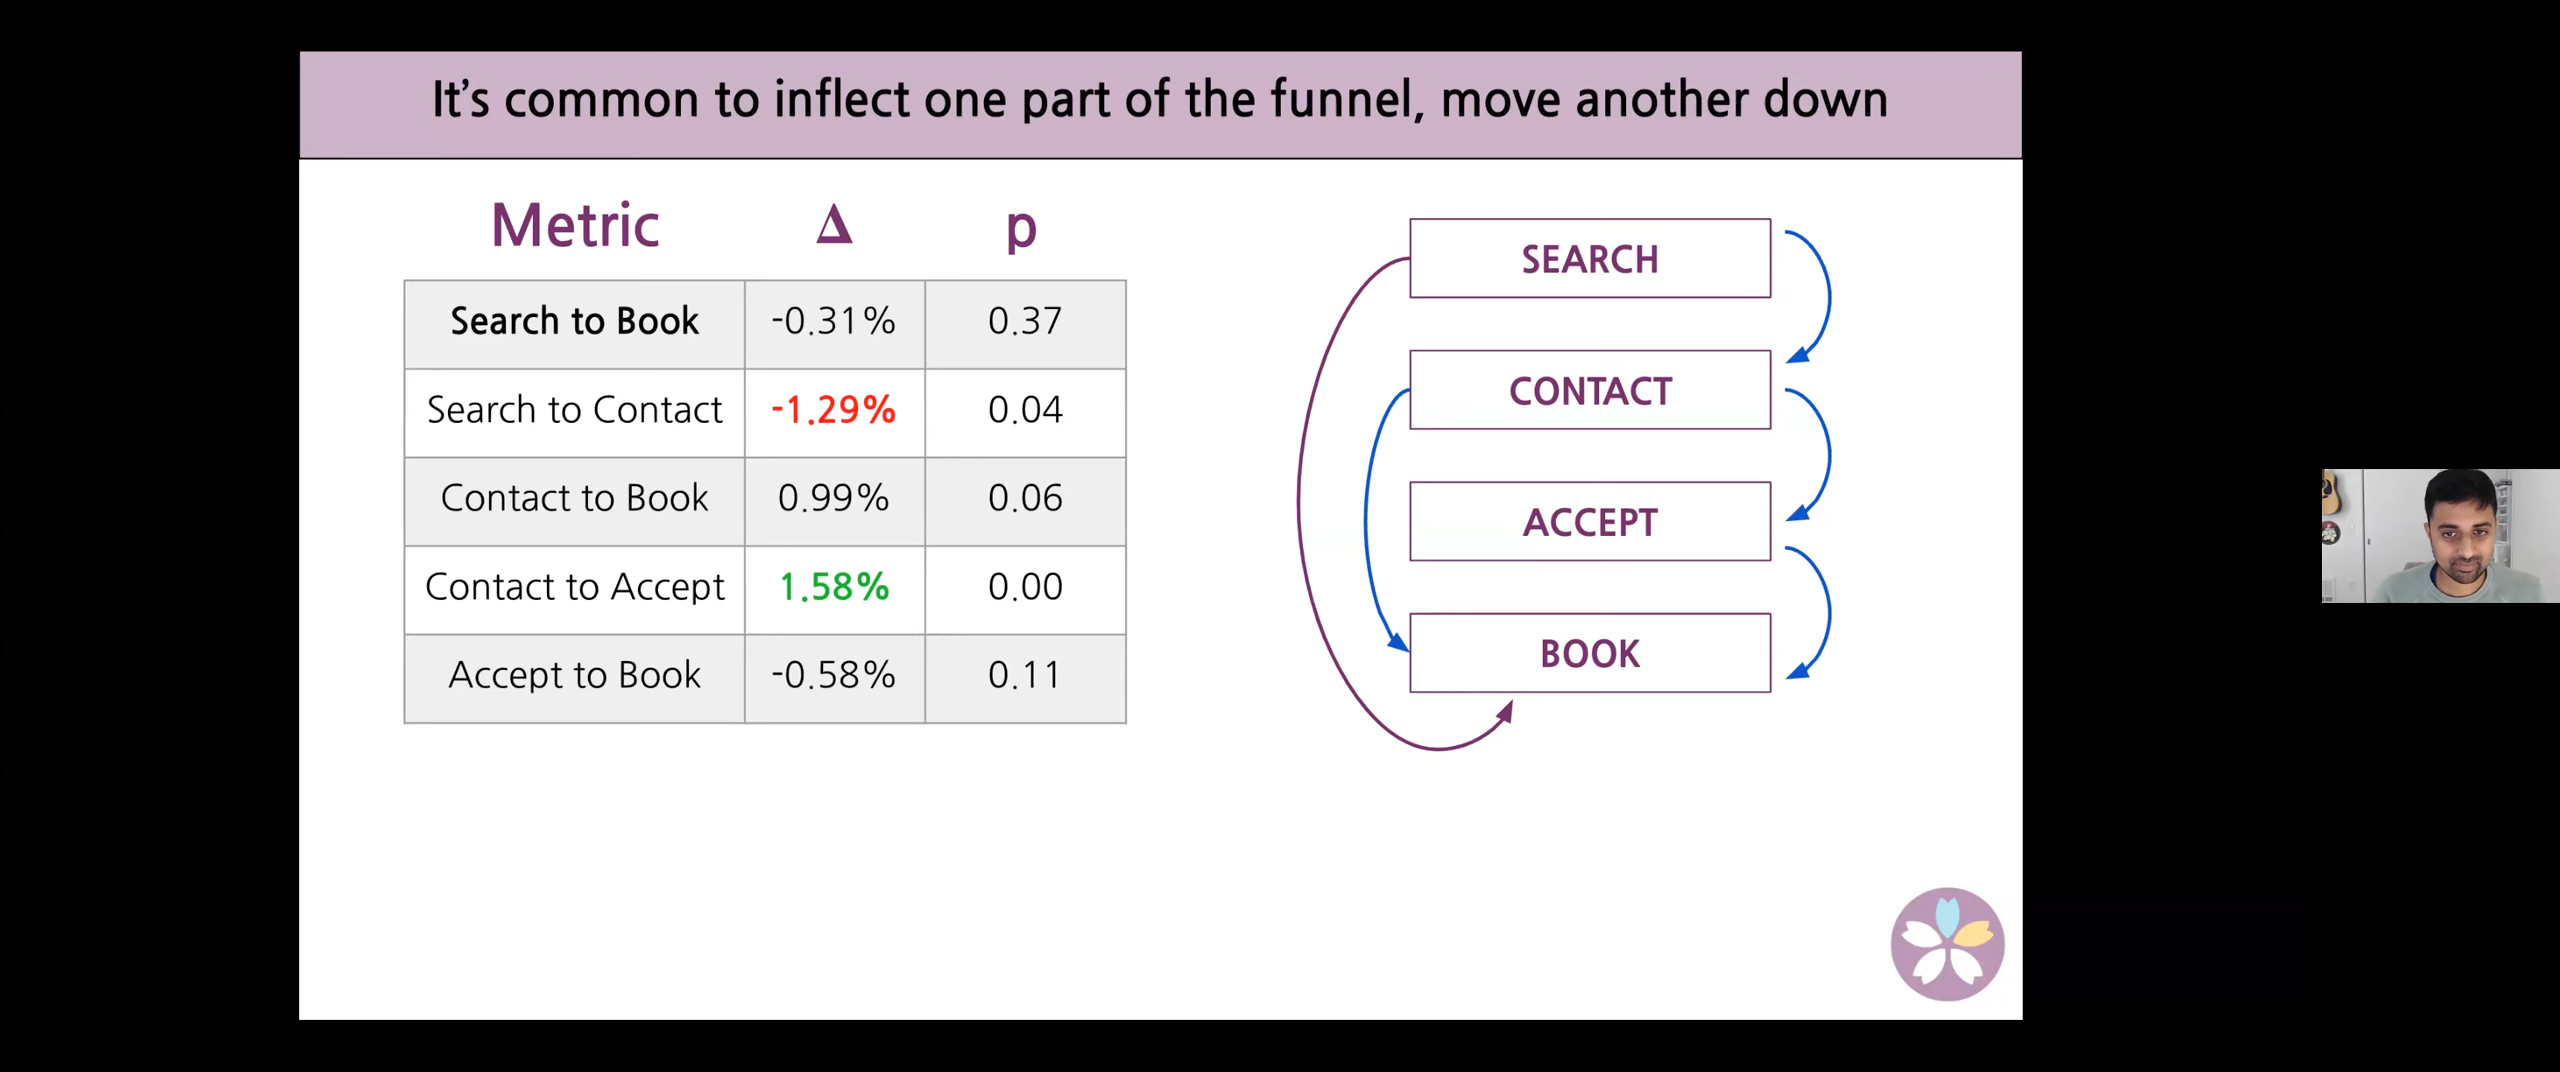 It's common to inflect one part of the funnel, move another down
Metric Δ p
Search to Book -0.31% 0.37
Search to Contact -1.29% 0.04
Contact to Book 0.99% 0.06
Contact to Accept 1.58% 0.00
Accept to Book -0.58% 0.11
SEARCH
CONTACT
ACCEPT
BOOK